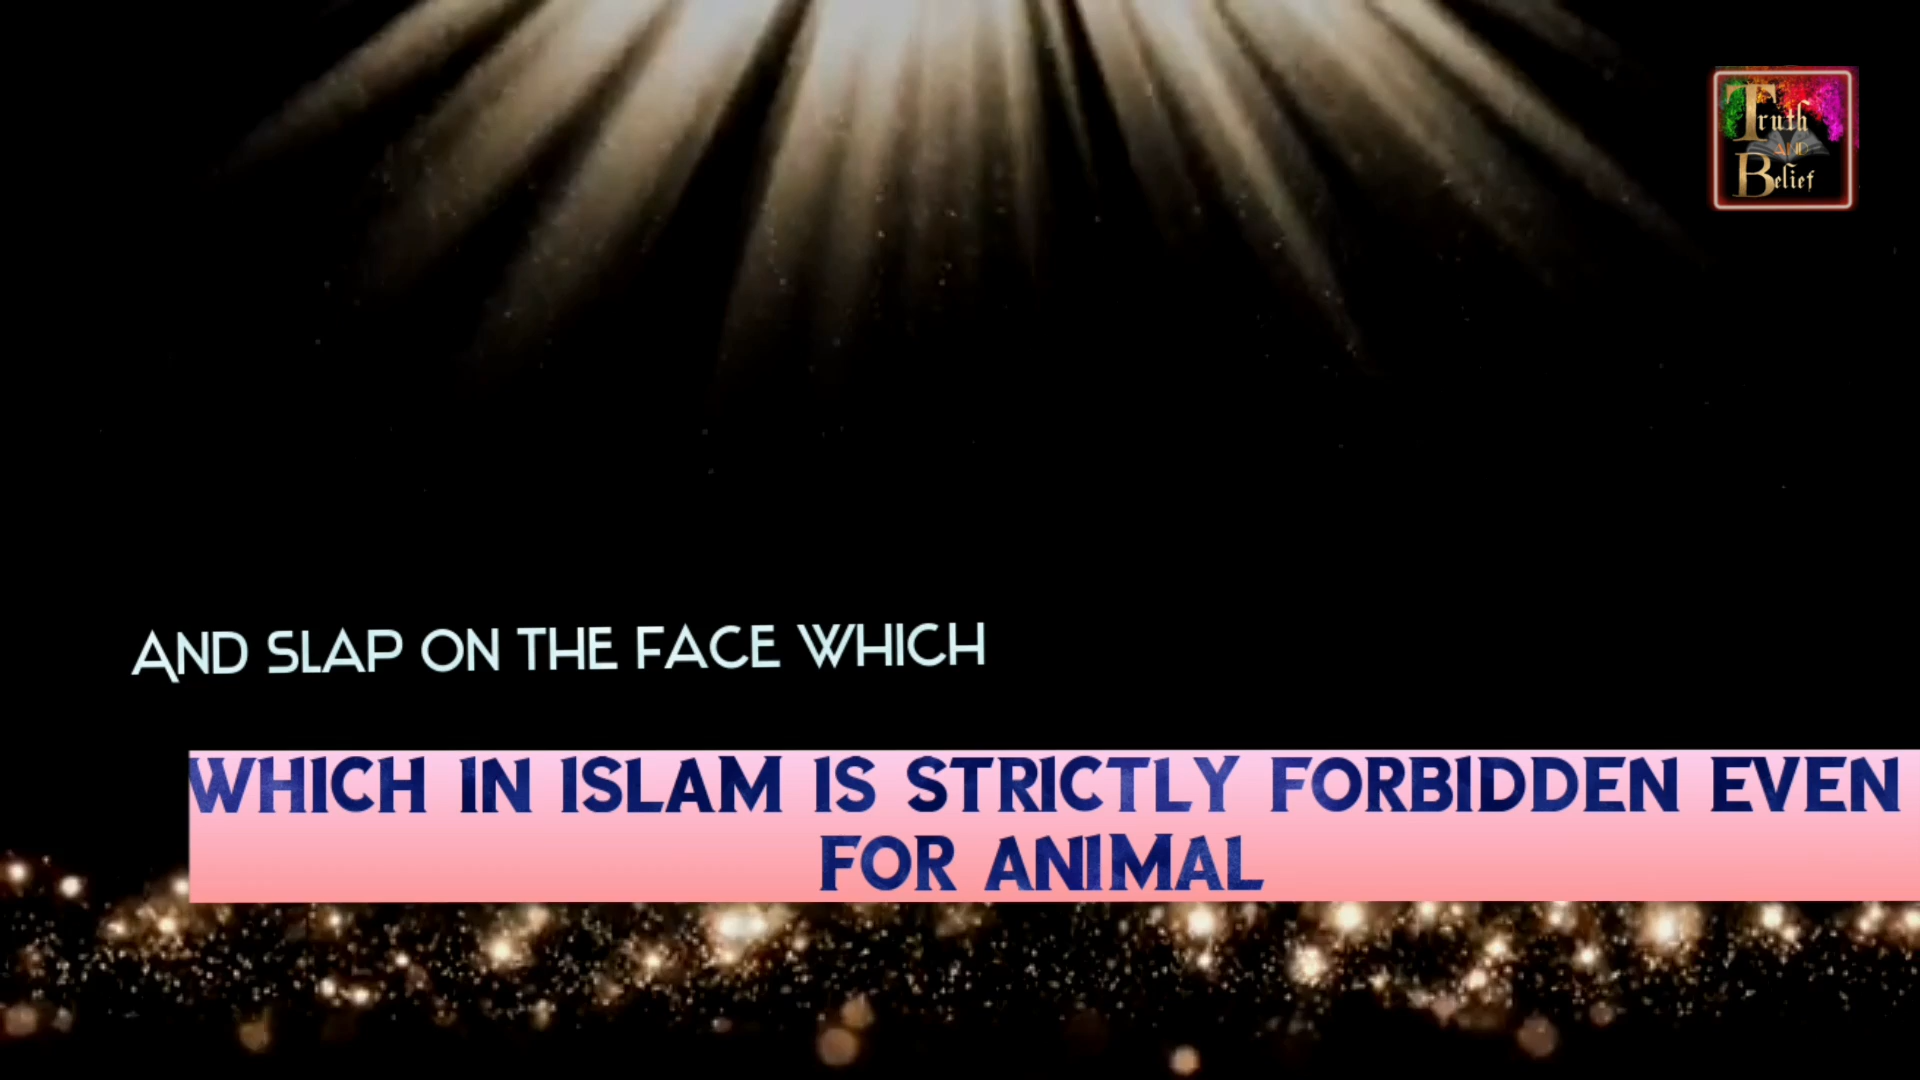 Truth
AND
Belief
AND SLAP ON THE FACE WHICH
WHICH IN ISLAM IS STRICTLY FORBIDDEN EVEN
FOR ANIMAL